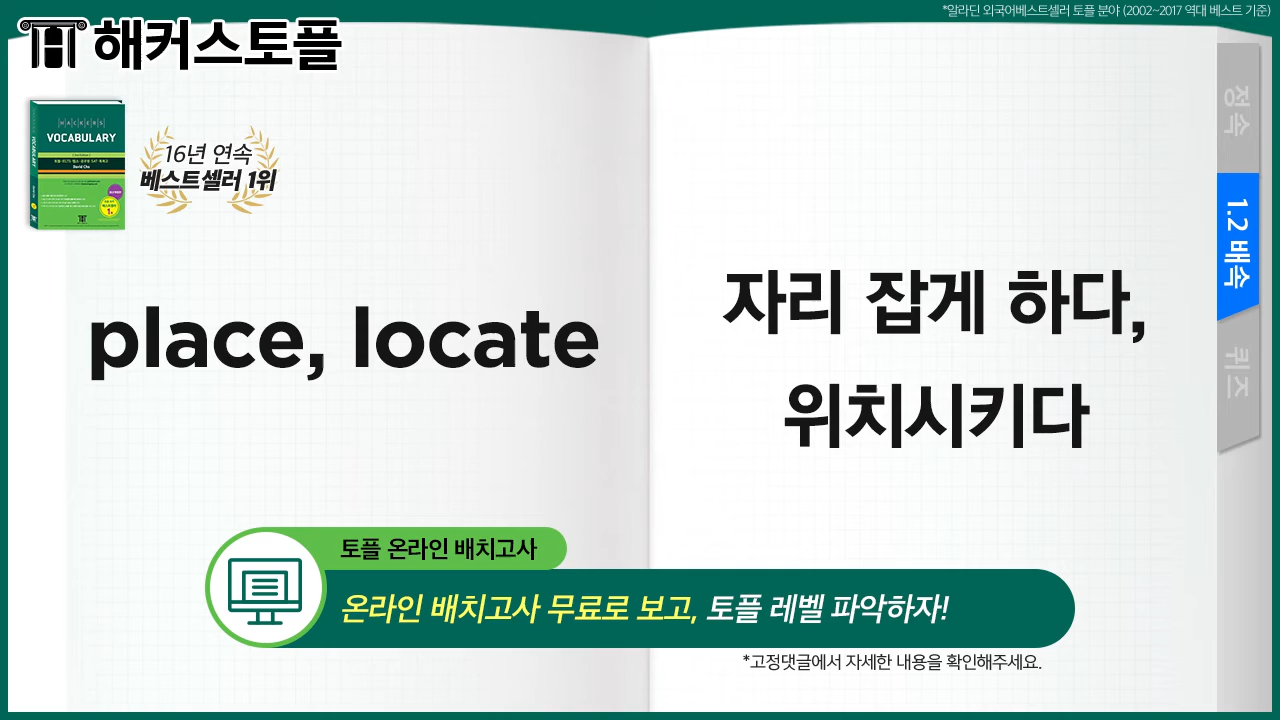 *알라딘 외국어베스트셀러 토플 분야 (2002~2017 역대 베스트 기준)
해커스토플
HACKERS
VOCABULARY
David Cho
16년 연속
베스트셀러 1위
정속
1.2 배속
퀴즈
place, locate
자리 잡게 하다,
위치시키다
토플 온라인 배치고사
온라인 배치고사 무료로 보고, 토플 레벨 파악하자!
*고정댓글에서 자세한 내용을 확인해주세요.